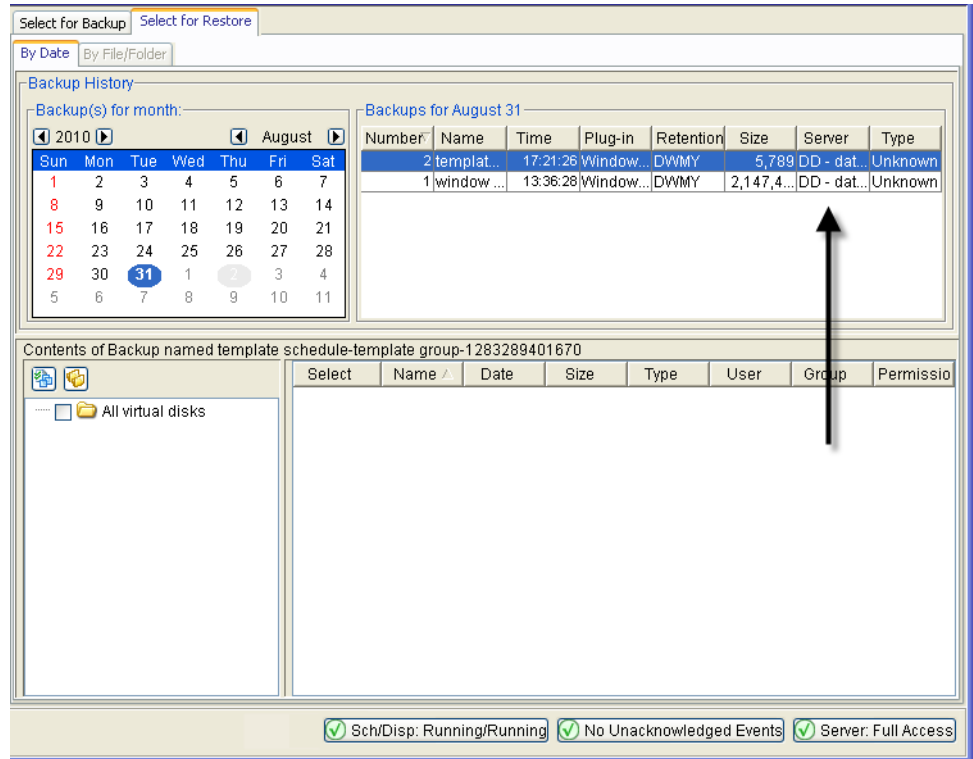 Select for Backup Select for Restore
By Date By File/Folder
Backup History
Backup(s) for month:
2010 August
Sun Mon Tue Wed Thu Fri Sat
1 2 3 4 5 6 7
8 9 10 11 12 13 14
15 16 17 18 19 20 21
22 23 24 25 26 27 28
29 30 31 1 2 3 4
5 6 7 8 9 10 11
Backups for August 31
Number Name Time Plug-in Retention Size Server Type
2 templat... 17:21:26 Window... DWMY 5,789 DD - dat... Unknown
1 window ... 13:36:28 Window... DWMY 2,147,4... DD - dat... Unknown
Contents of Backup named template schedule-template group-1283289401670
All virtual disks
Select Name Date Size Type User Group Permissio
Sch/Disp: Running/Running No Unacknowledged Events Server: Full Access